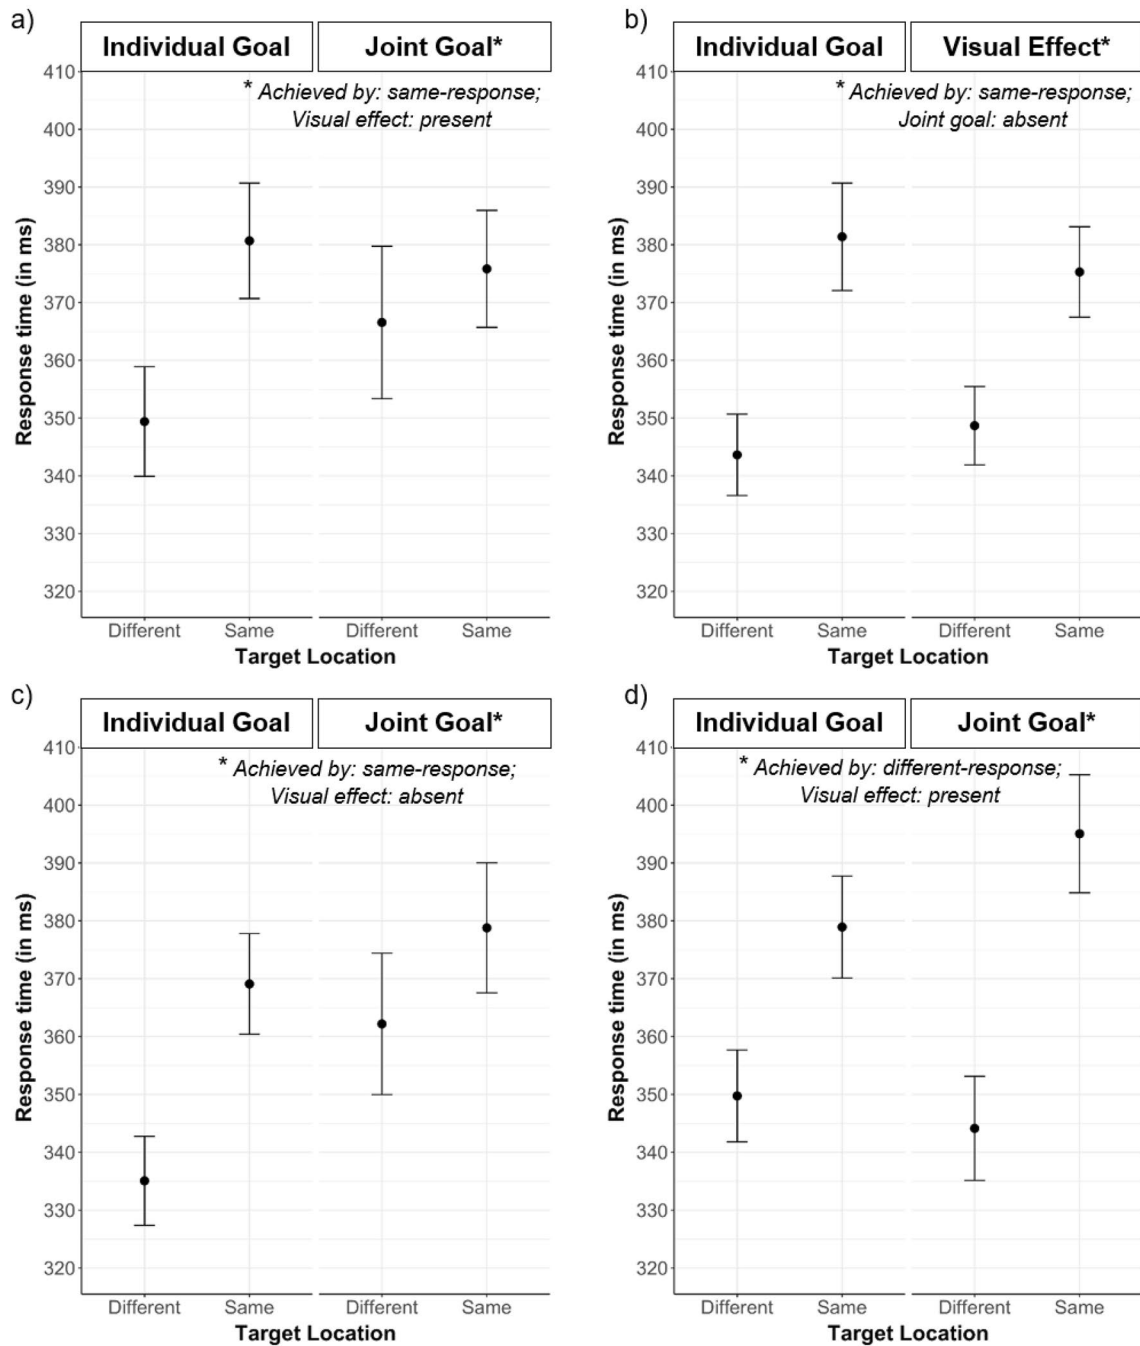 a)
Individual Goal
Joint Goal*
* Achieved by: same-response;
Visual effect: present
Response time (in ms)
410
400
390
380
370
360
350
340
330
320
Different
Same
Different
Same
Target Location
b)
Individual Goal
Visual Effect*
* Achieved by: same-response;
Joint goal: absent
Response time (in ms)
410
400
390
380
370
360
350
340
330
320
Different
Same
Different
Same
Target Location
c)
Individual Goal
Joint Goal*
* Achieved by: same-response;
Visual effect: absent
Response time (in ms)
410
400
390
380
370
360
350
340
330
320
Different
Same
Different
Same
Target Location
d)
Individual Goal
Joint Goal*
* Achieved by: different-response;
Visual effect: present
Response time (in ms)
410
400
390
380
370
360
350
340
330
320
Different
Same
Different
Same
Target Location